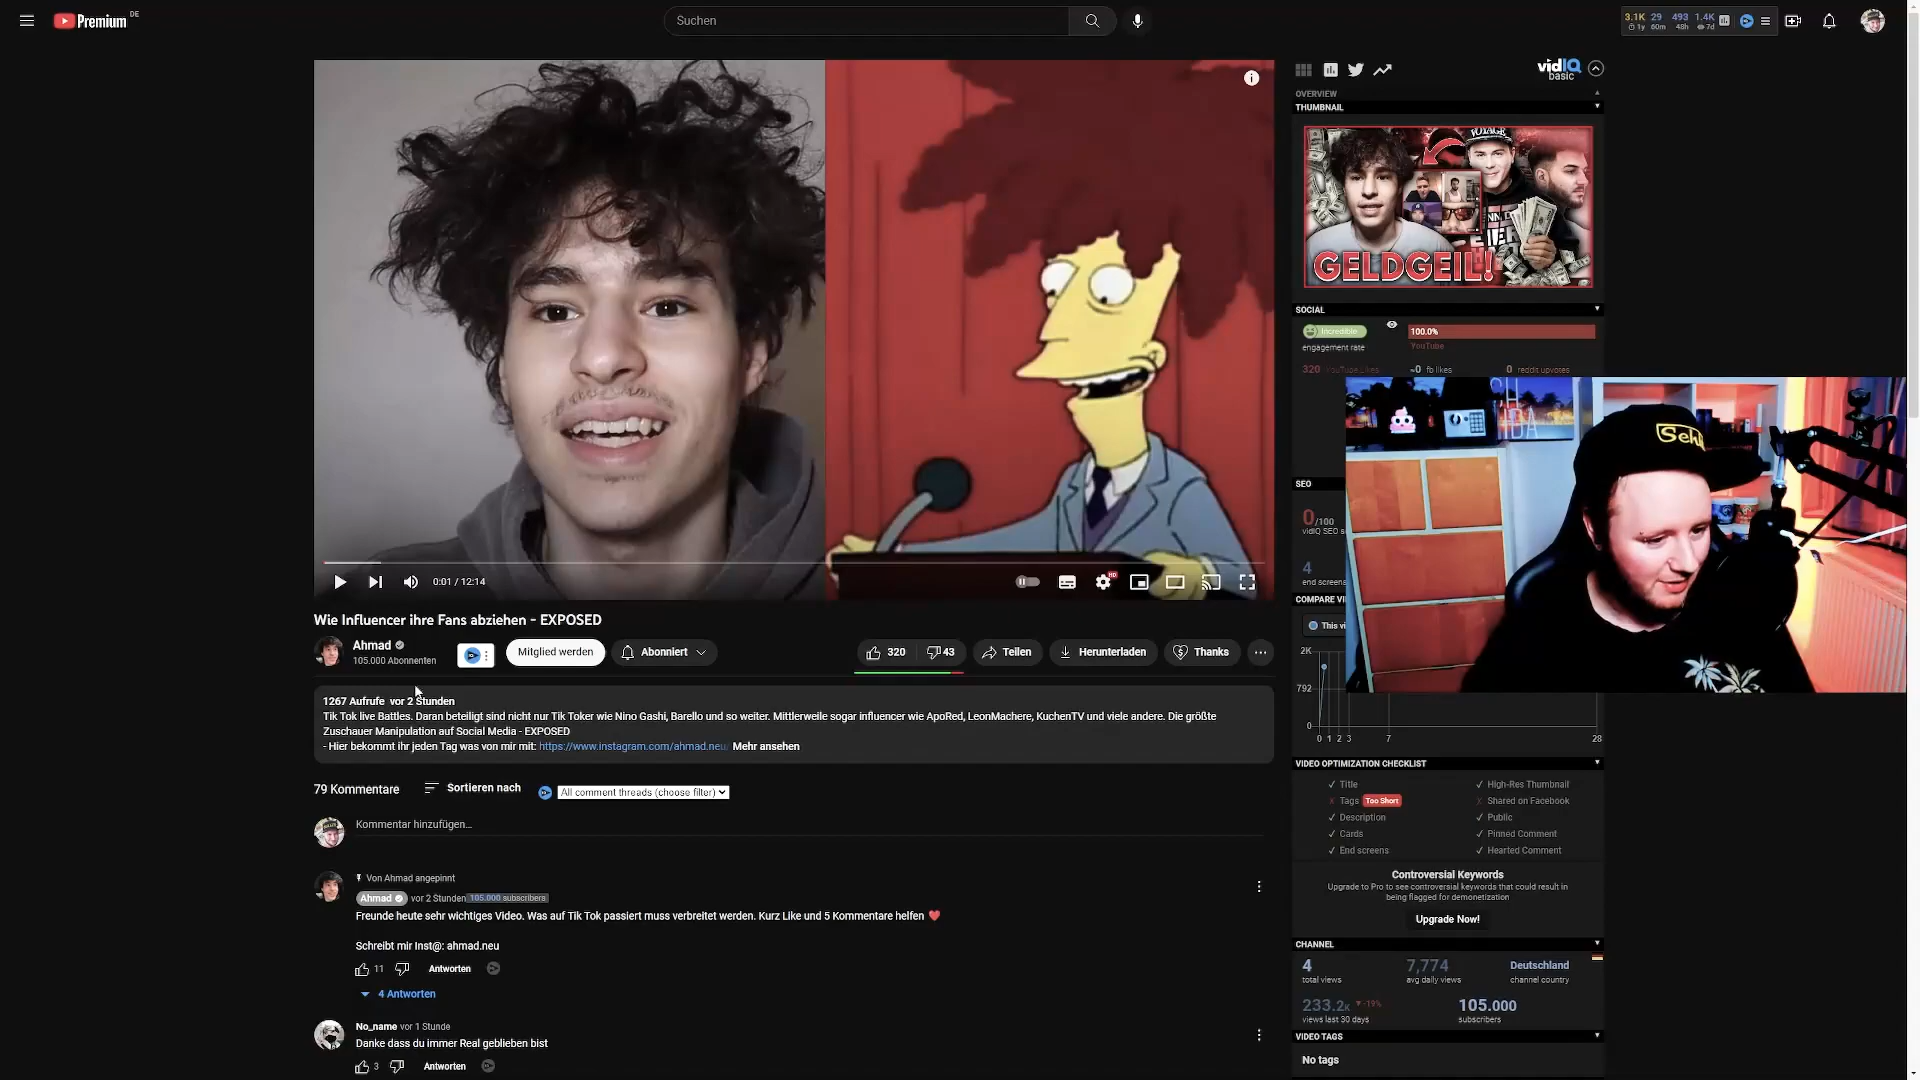 Premium DE
Suchen
3.1K 29 493 1.4K
1y 60m 48h 7d
vidIQ
basic
OVERVIEW
THUMBNAIL
VOYAGE
GELDGEIL!
SOCIAL
Incredible
engagement rate
100.0%
YouTube
320 YouTube Likes
0 fb likes
0 reddit upvotes
SEO
0/100
4
COMPARE
2K
792
0
0 1 2 3 7 28
0:01 / 12:14
HD
Wie Influencer ihre Fans abziehen - EXPOSED
Ahmad
105.000 Abonnenten
Mitglied werden
Abonniert
320
43
Teilen
Herunterladen
Thanks
1267 Aufrufe vor 2 Stunden
Tik Tok live Battles. Daran beteiligt sind nicht nur Tik Toker wie Nino Gashi, Barello und so weiter. Mittlerweile sogar influencer wie ApoRed, LeonMachere, KuchenTV und viele andere. Die größte
Zuschauer Manipulation auf Social Media - EXPOSED
- Hier bekommt ihr jeden Tag was von mir mit: https://www.instagram.com/ahmad.neu Mehr ansehen
79 Kommentare
Sortieren nach
All comment threads (choose filter)
Kommentar hinzufügen...
Von Ahmad angepinnt
Ahmad vor 2 Stunden 105.000 subscribers
Freunde heute sehr wichtiges Video. Was auf Tik Tok passiert muss verbreitet werden. Kurz Like und 5 Kommentare helfen
Schreibt mir Inst@: ahmad.neu
11
Antworten
4 Antworten
No_name vor 1 Stunde
Danke dass du immer Real geblieben bist
3
Antworten
VIDEO OPTIMIZATION CHECKLIST
Title
High-Res Thumbnail
Tags Too Short
Shared on Facebook
Description
Public
Cards
Pinned Comment
End screens
Hearted Comment
Controversial Keywords
Upgrade to Pro to see controversial keywords that could result in
being flagged for demonetization
Upgrade Now!
CHANNEL
4
total views
7,774
avg daily views
Deutschland
channel country
233.2K -19%
views last 30 days
105.000
subscribers
VIDEO TAGS
No tags